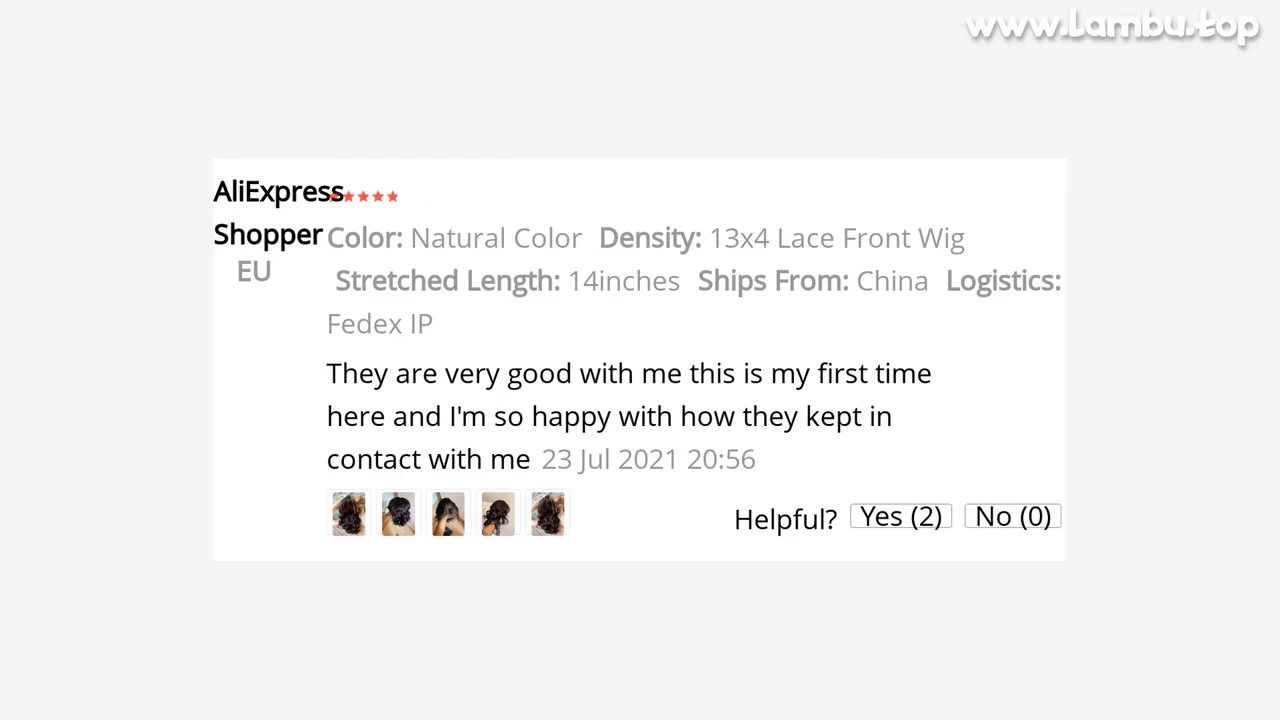 www.Lambu.top
AliExpress
Shopper
EU
Color: Natural Color Density: 13x4 Lace Front Wig
Stretched Length: 14inches Ships From: China Logistics:
Fedex IP
They are very good with me this is my first time
here and I'm so happy with how they kept in
contact with me 23 Jul 2021 20:56
Helpful? Yes (2) No (0)